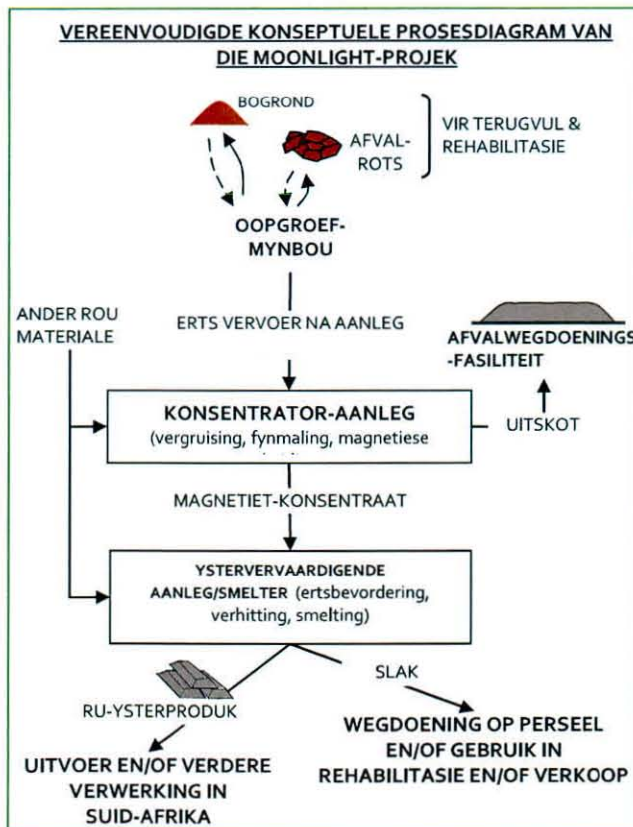 VEREENVOUDIGDE KONSEPTUELE PROSESDIAGRAM VAN
DIE MOONLIGHT-PROJEK
BOGROND
AFVAL-
ROTS
VIR TERUGVUL &
REHABILITASIE
OOPGROEF-
MYNBOU
ANDER ROU
MATERIALE
ERTS VERVOER NA AANLEG
AFVALWEGDOENINGS
-FASILITEIT
KONSENTRATOR-AANLEG
(vergruising, fynmaling, magnetiese
UITSKOT
MAGNETIET-KONSENTRAAT
YSTERVERVAARDIGENDE
AANLEG/SMELTER (ertsbevordering,
verhitting, smelting)
SLAK
RU-YSTERPRODUK
WEGDOENING OP PERSEEL
EN/OF GEBRUIK IN
REHABILITASIE EN/OF VERKOOP
UITVOER EN/OF VERDERE
VERWERKING IN
SUID-AFRIKA